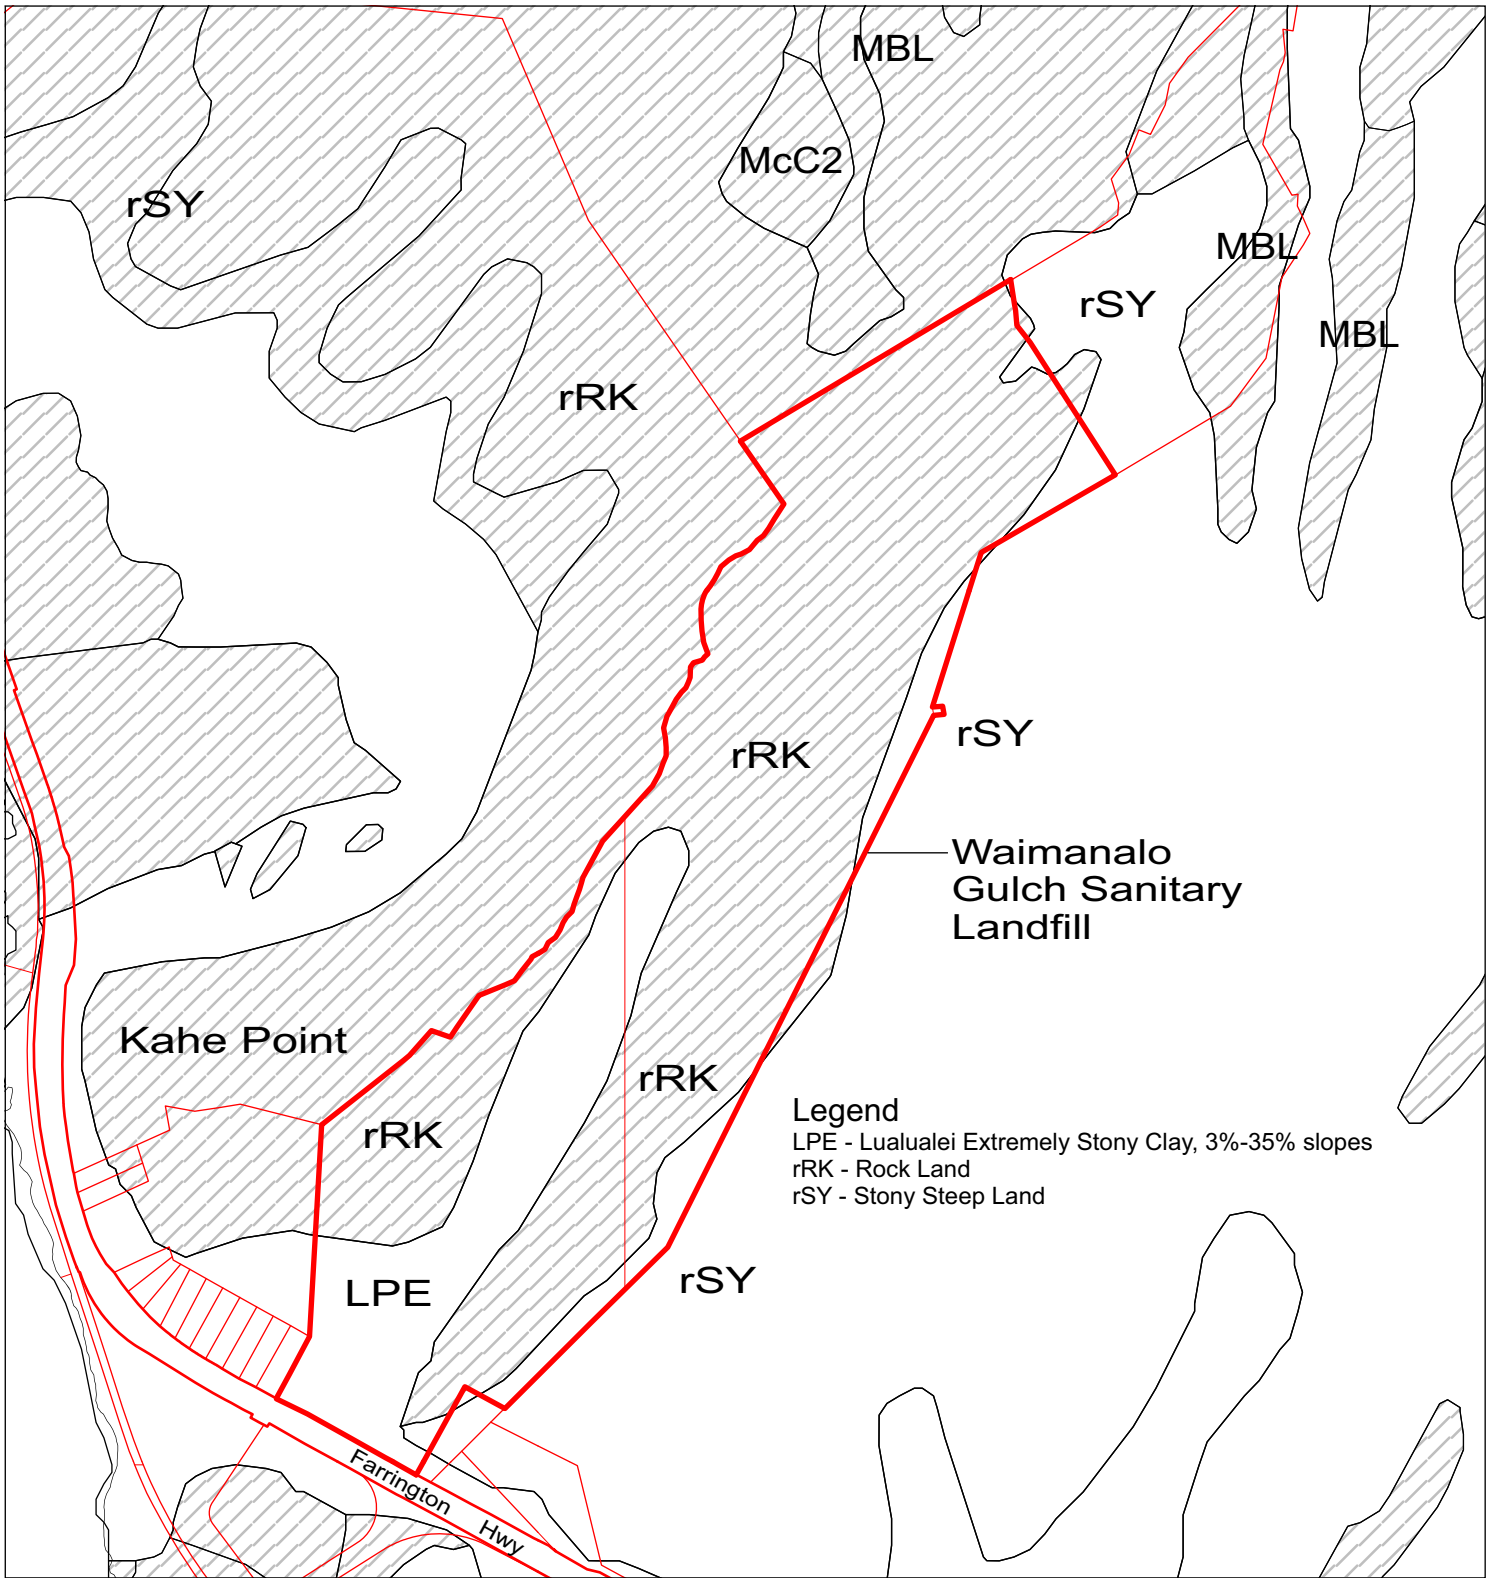 MBL
McC2
rSY
MBL
rSY
MBL
rRK
rSY
rRK
Waimanalo
Gulch Sanitary
Landfill
Kahe Point
rRK
rRK
Legend
LPE - Lualualei Extremely Stony Clay, 3%-35% slopes
rRK - Rock Land
rSY - Stony Steep Land
rSY
LPE
Farrington Hwy